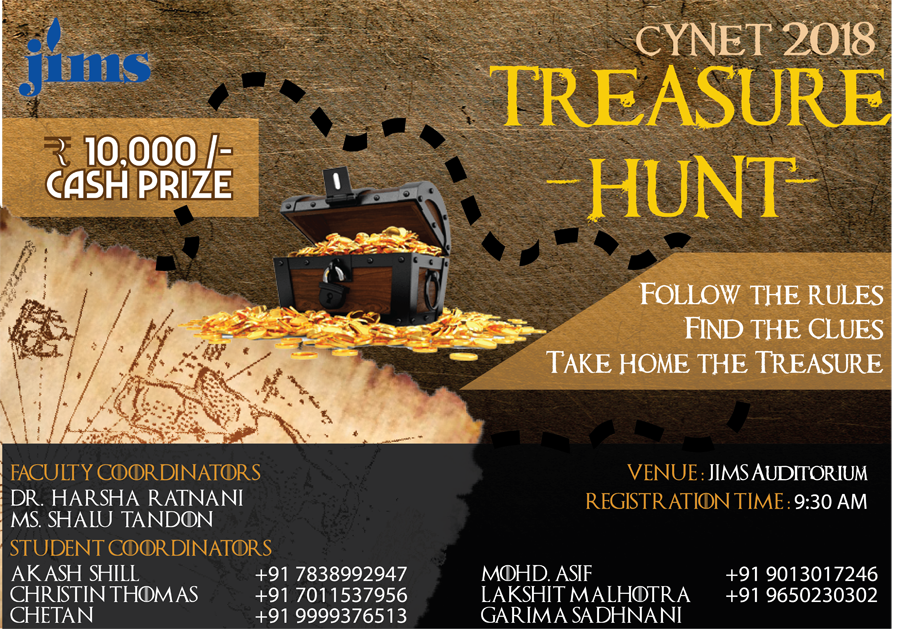 jims
CYNET 2018
TREASURE
-HUNT-
₹ 10,000 /-
CASH PRIZE
FOLLOW THE RULES
FIND THE CLUES
TAKE HOME THE TREASURE
FACULTY COORDINATORS
DR. HARSHA RATNANI
MS. SHALU TANDON
VENUE : JIMS AUDITORIUM
REGISTRATION TIME : 9:30 AM
STUDENT COORDINATORS
AKASH SHILL +91 7838992947
CHRISTIN THOMAS +91 7011537956
CHETAN +91 9999376513
MOHD. ASIF +91 9013017246
LAKSHIT MALHOTRA +91 9650230302
GARIMA SADHNANI